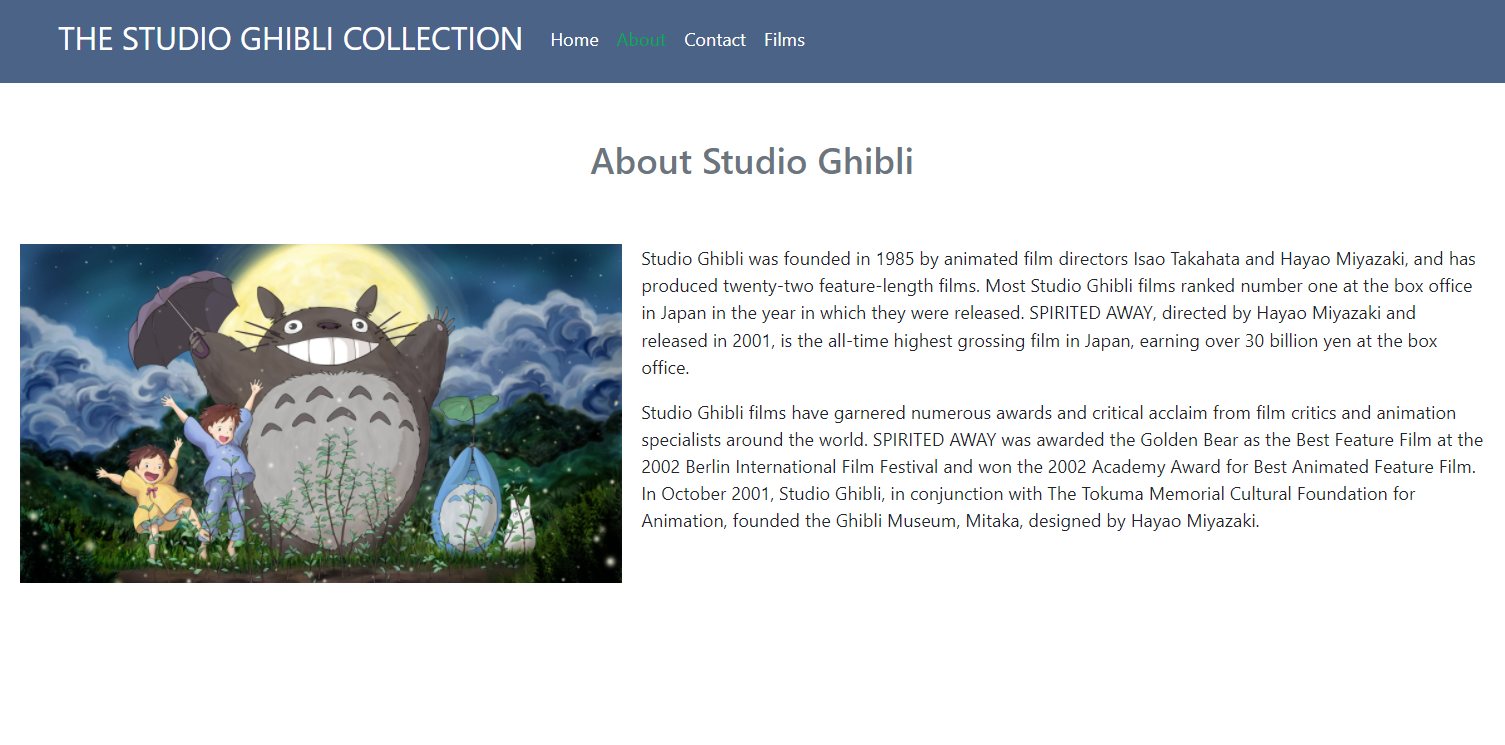 THE STUDIO GHIBLI COLLECTION Home About Contact Films
About Studio Ghibli
Studio Ghibli was founded in 1985 by animated film directors Isao Takahata and Hayao Miyazaki, and has
produced twenty-two feature-length films. Most Studio Ghibli films ranked number one at the box office
in Japan in the year in which they were released. SPIRITED AWAY, directed by Hayao Miyazaki and
released in 2001, is the all-time highest grossing film in Japan, earning over 30 billion yen at the box
office.
Studio Ghibli films have garnered numerous awards and critical acclaim from film critics and animation
specialists around the world. SPIRITED AWAY was awarded the Golden Bear as the Best Feature Film at the
2002 Berlin International Film Festival and won the 2002 Academy Award for Best Animated Feature Film.
In October 2001, Studio Ghibli, in conjunction with The Tokuma Memorial Cultural Foundation for
Animation, founded the Ghibli Museum, Mitaka, designed by Hayao Miyazaki.